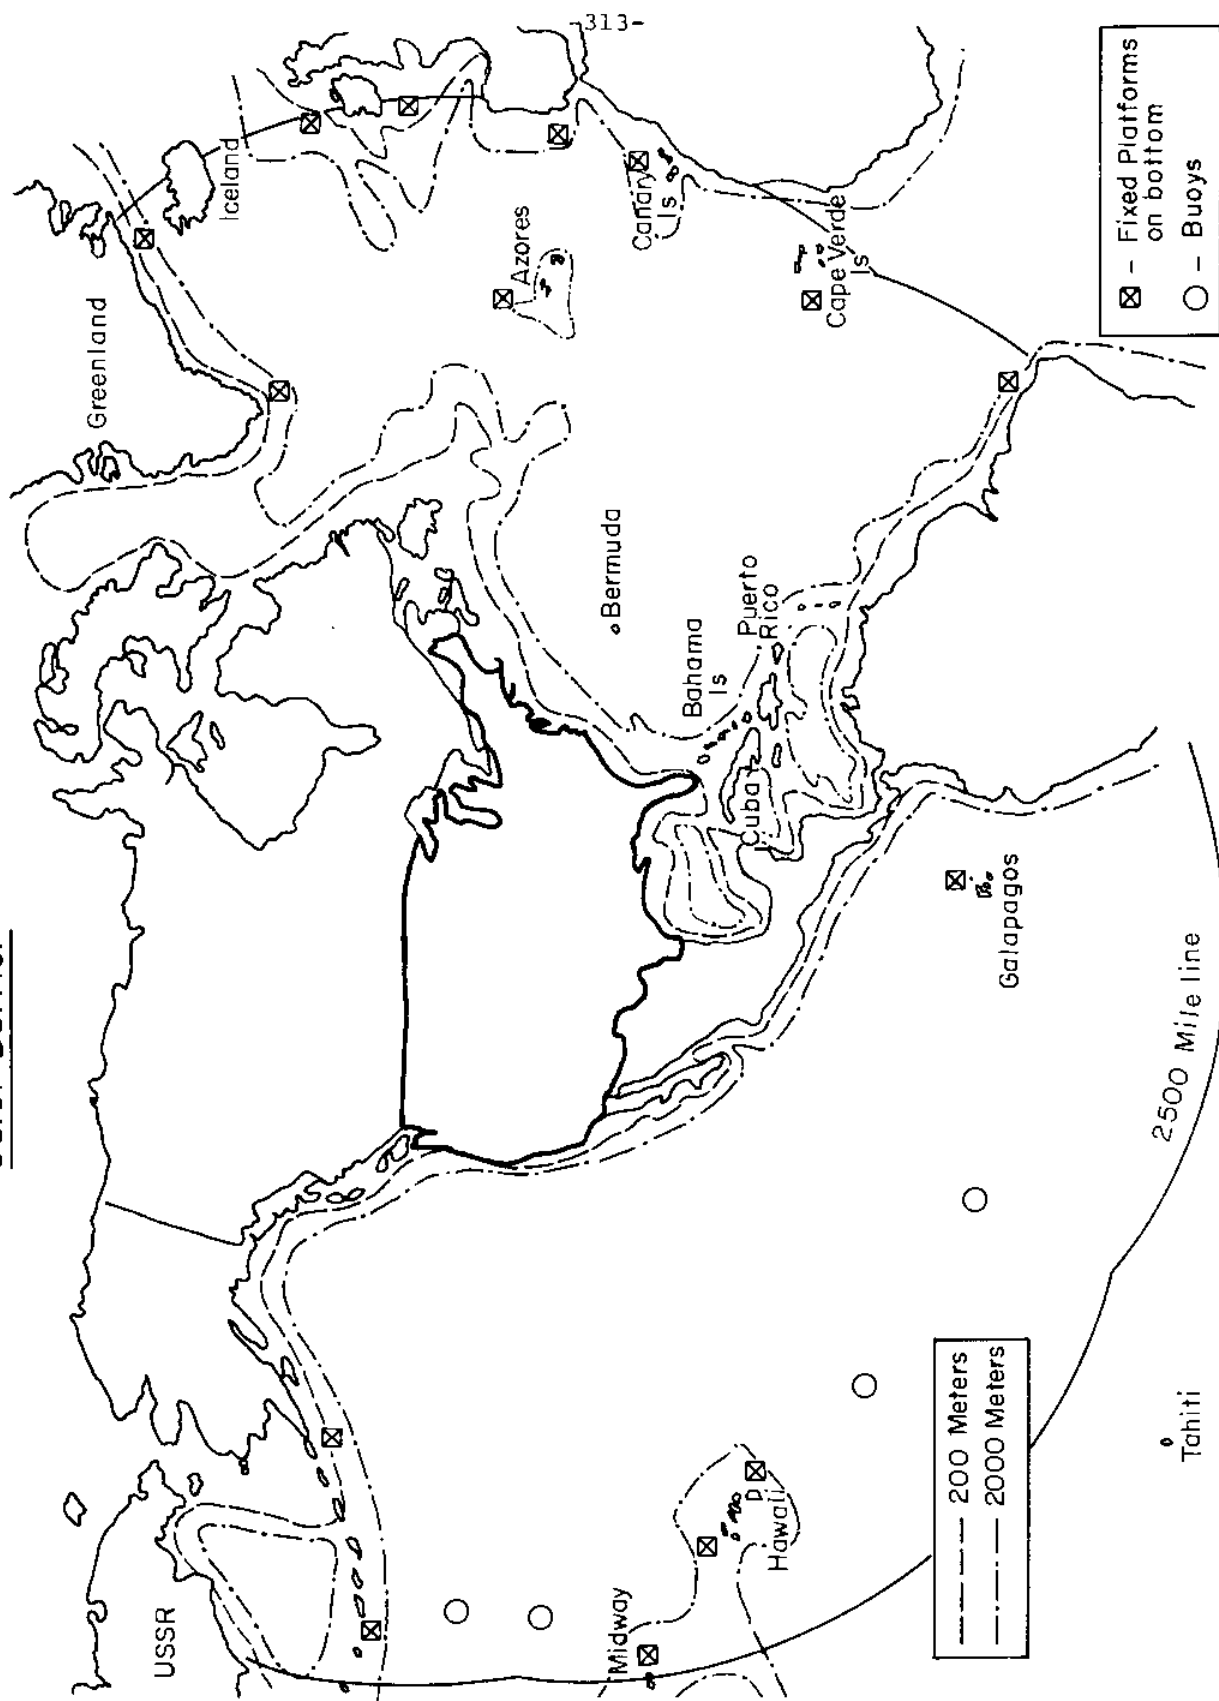 -313-
Greenland
Iceland
Azores
Canary
Is
Cape Verde
Is
Bermuda
Bahama
Is
Puerto
Rico
Cuba
Galapagos
2500 Mile line
USSR
Midway
Hawaii
Tahiti
200 Meters
2000 Meters
- Fixed Platforms
on bottom
- Buoys